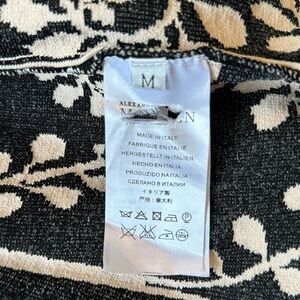 M
ALEXAN
MADE IN ITALY
FABRIQUE EN ITALIE
HERGESTELLT IN ITALIEN
HECHO EN ITALIA
PRODUZIDO NA ITALIA
СДЕЛАНО В ИТАЛИИ
イタリア製
产地：意大利